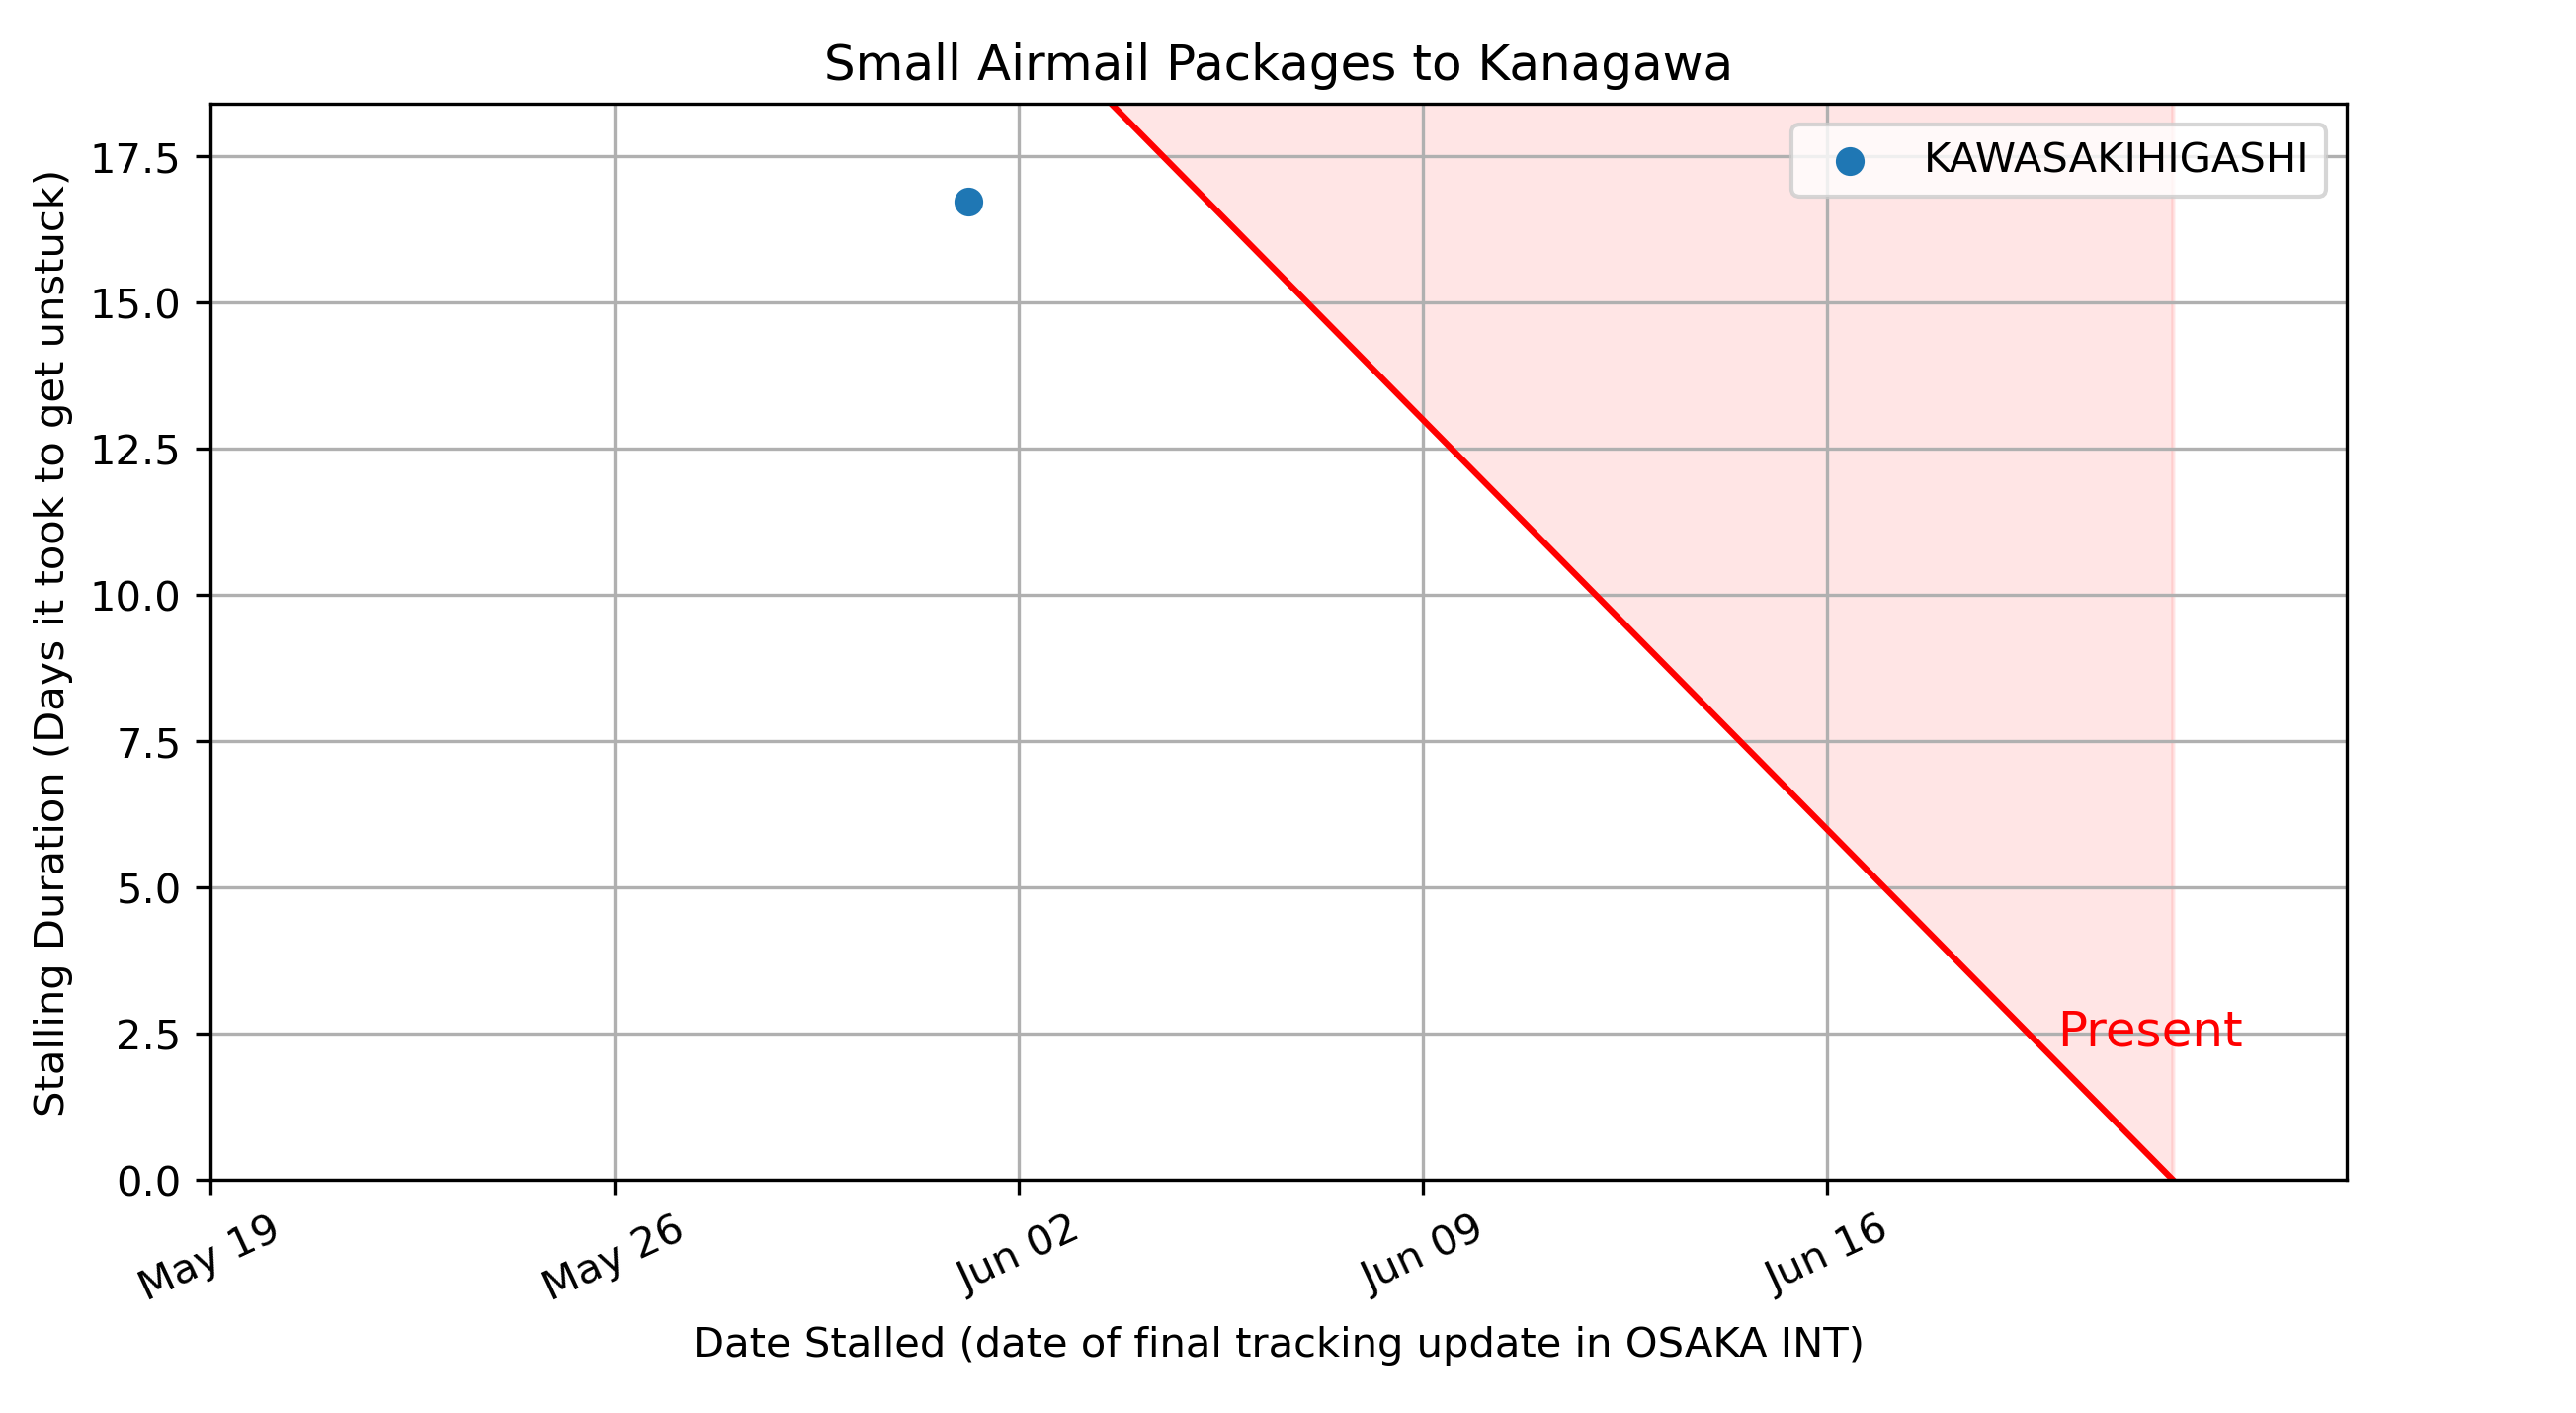 Small Airmail Packages to Kanagawa
KAWASAKIHIGASHI
Stalling Duration (Days it took to get unstuck)
17.5
15.0
12.5
10.0
7.5
5.0
2.5
0.0
Present
May 19
May 26
Jun 02
Jun 09
Jun 16
Date Stalled (date of final tracking update in OSAKA INT)